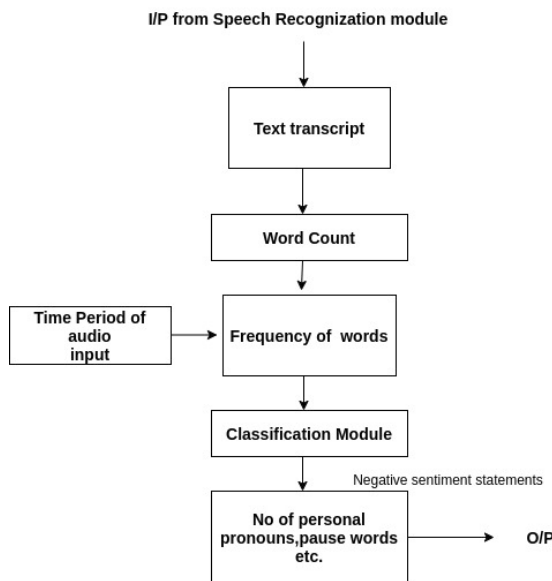 I/P from Speech Recognization module
Text transcript
Word Count
Time Period of
audio
input
Frequency of words
Classification Module
Negative sentiment statements
No of personal
pronouns,pause words
etc.
O/P